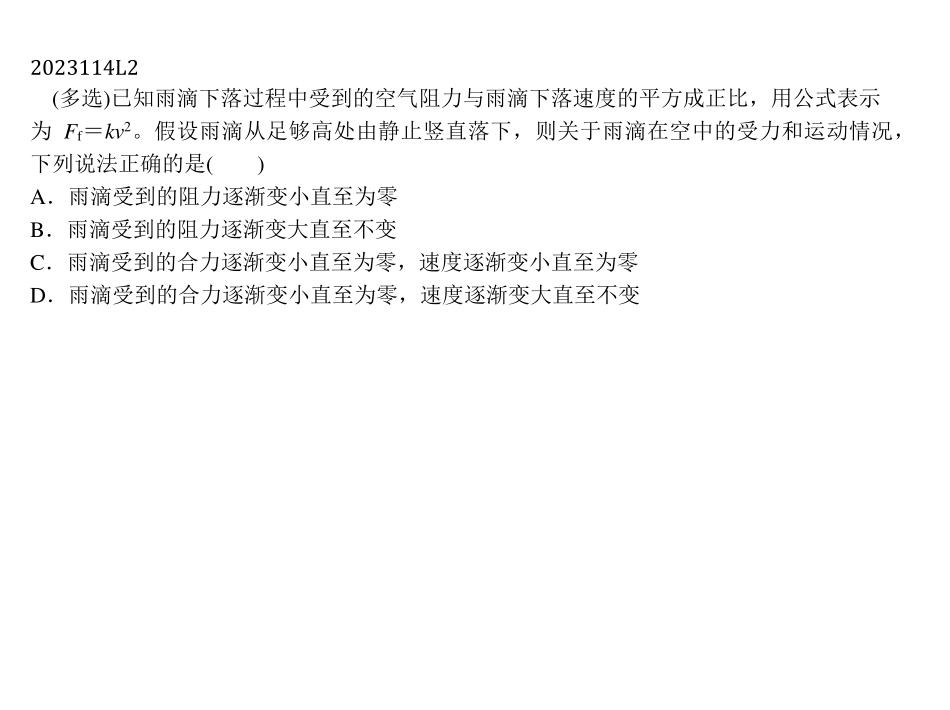 2023114L2
(多选)已知雨滴下落过程中受到的空气阻力与雨滴下落速度的平方成正比，用公式表示
为 Ff＝kv²。假设雨滴从足够高处由静止竖直落下，则关于雨滴在空中的受力和运动情况，
下列说法正确的是(　　)
A．雨滴受到的阻力逐渐变小直至为零
B．雨滴受到的阻力逐渐变大直至不变
C．雨滴受到的合力逐渐变小直至为零，速度逐渐变小直至为零
D．雨滴受到的合力逐渐变小直至为零，速度逐渐变大直至不变